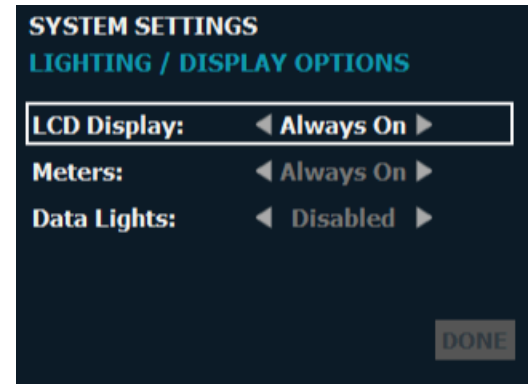 SYSTEM SETTINGS
LIGHTING / DISPLAY OPTIONS
LCD Display: ◀ Always On ▶
Meters: ◀ Always On ▶
Data Lights: ◀ Disabled ▶
DONE